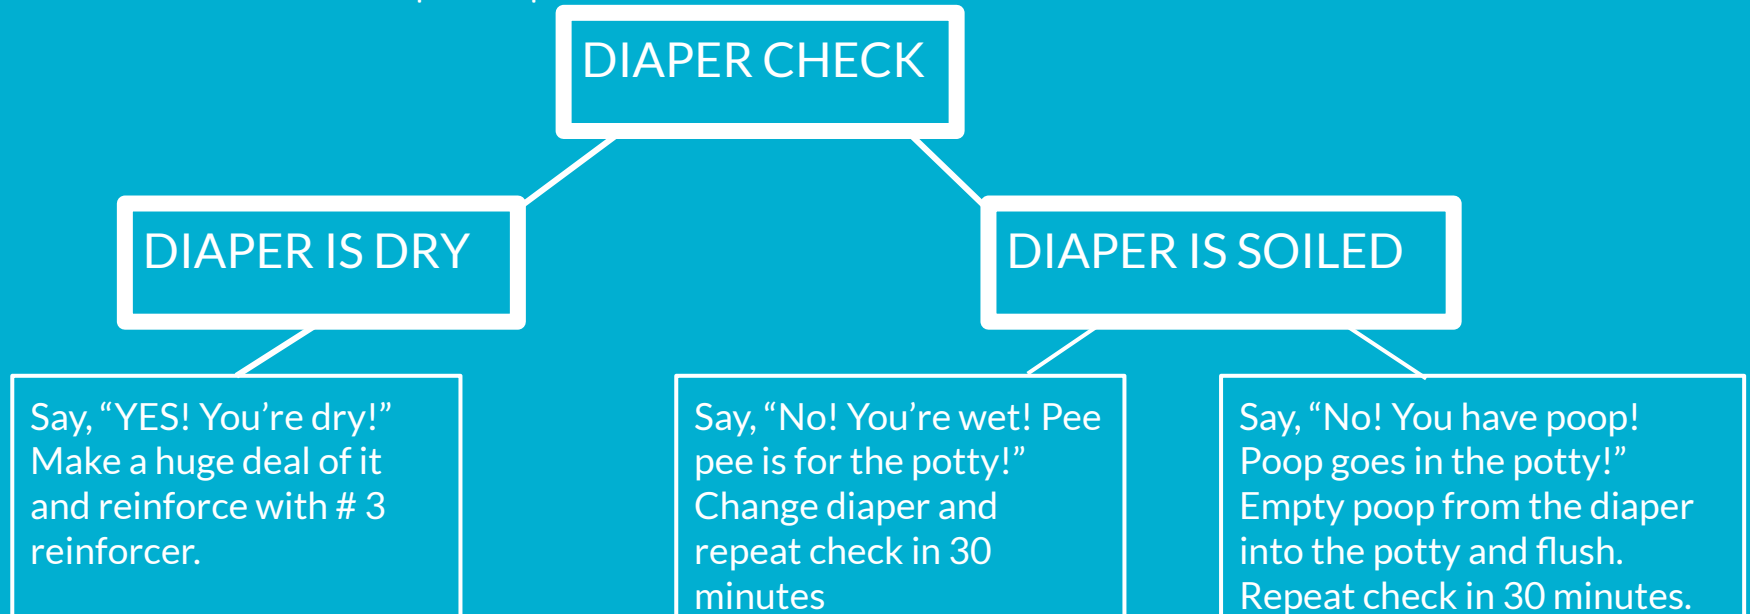 DIAPER CHECK
DIAPER IS DRY
DIAPER IS SOILED
Say, “YES! You’re dry!”
Make a huge deal of it
and reinforce with # 3
reinforcer.
Say, “No! You’re wet! Pee
pee is for the potty!”
Change diaper and
repeat check in 30
minutes
Say, “No! You have poop!
Poop goes in the potty!”
Empty poop from the diaper
into the potty and flush.
Repeat check in 30 minutes.